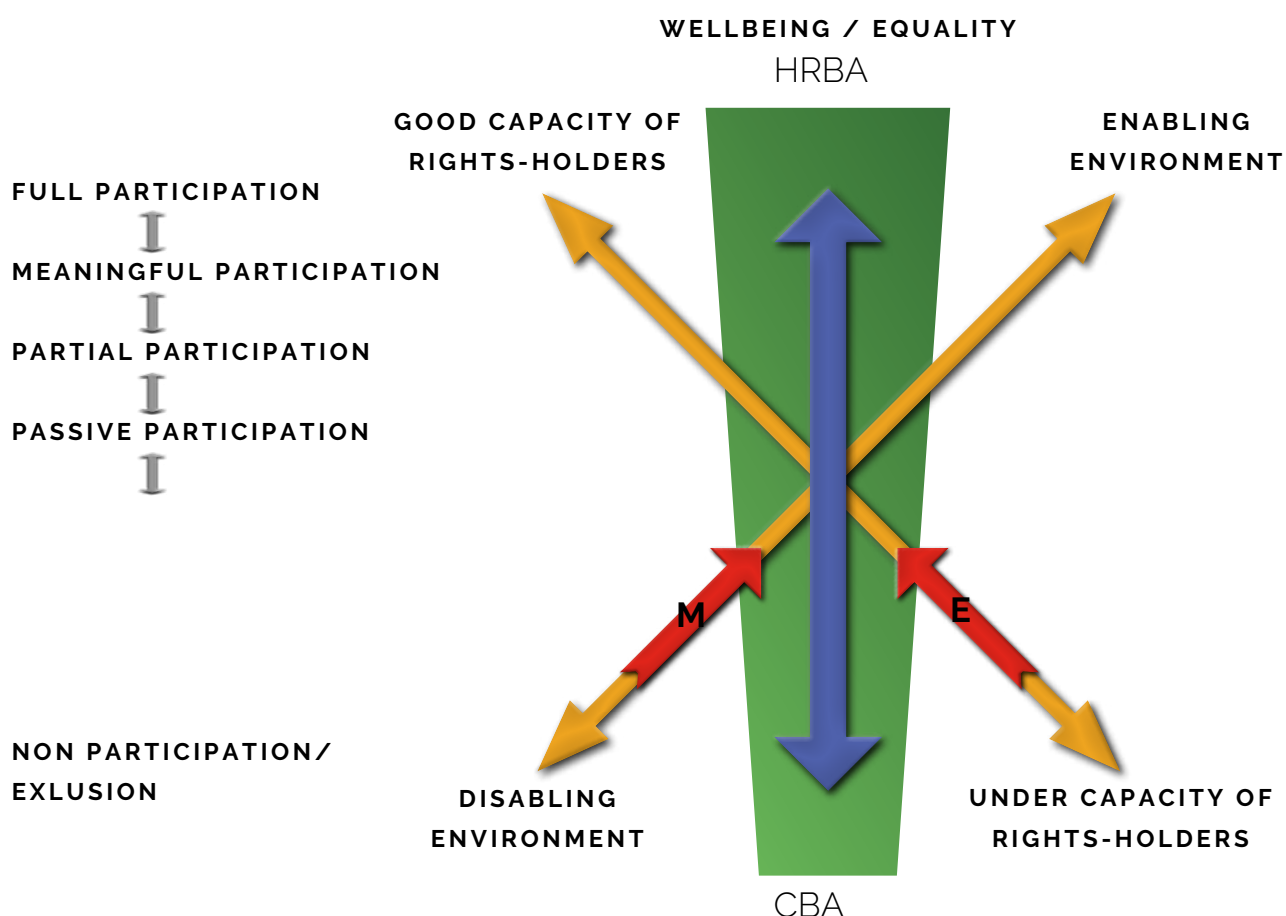 WELLBEING / EQUALITY
HRBA
GOOD CAPACITY OF
RIGHTS-HOLDERS
ENABLING
ENVIRONMENT
FULL PARTICIPATION
MEANINGFUL PARTICIPATION
PARTIAL PARTICIPATION
PASSIVE PARTICIPATION
M
E
NON PARTICIPATION/
EXLUSION
DISABLING
ENVIRONMENT
UNDER CAPACITY OF
RIGHTS-HOLDERS
CBA